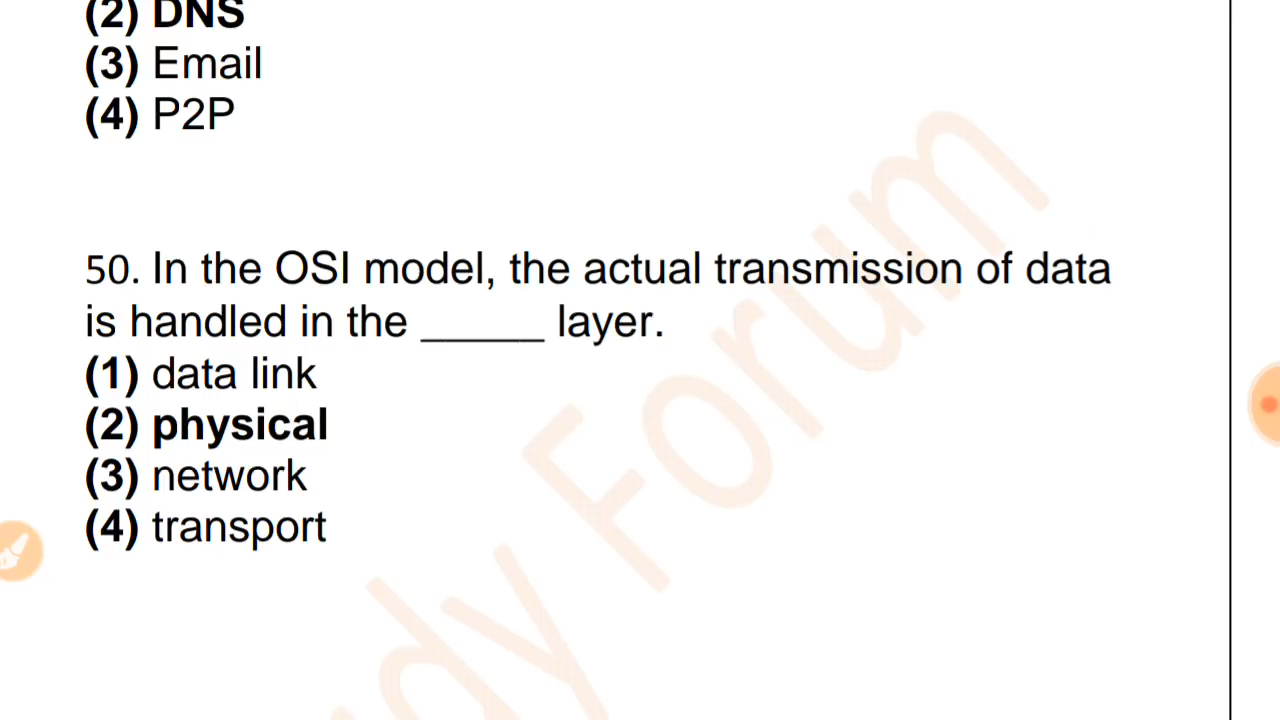 (2) DNS
(3) Email
(4) P2P
50. In the OSI model, the actual transmission of data
is handled in the ______ layer.
(1) data link
(2) physical
(3) network
(4) transport
Forum